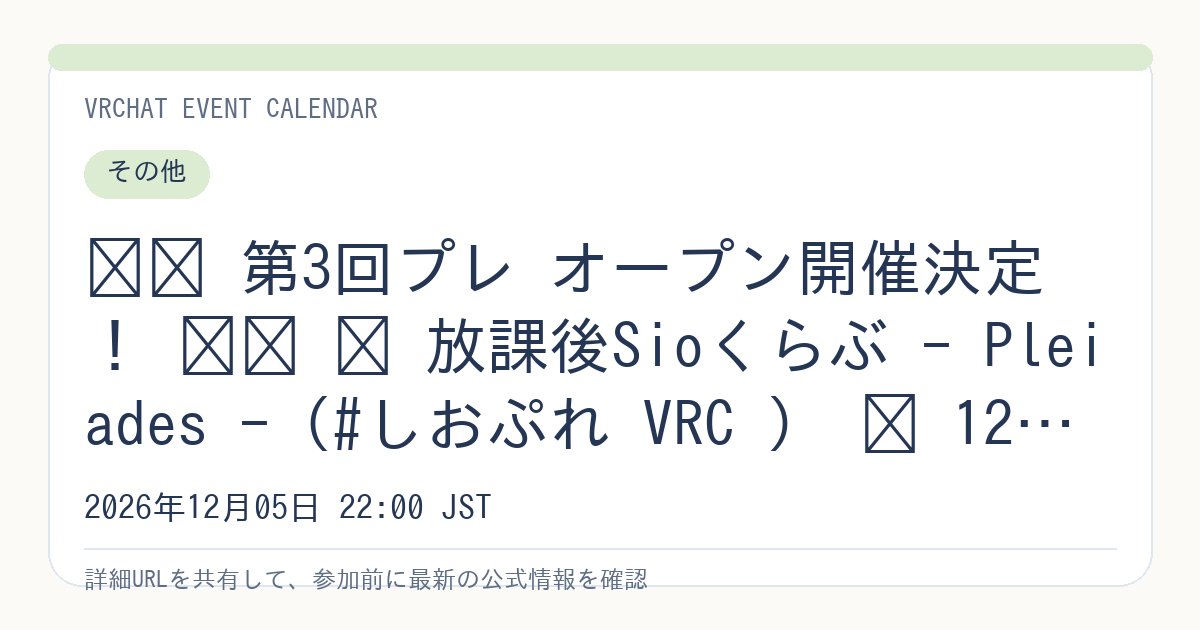 VRCHAT EVENT CALENDAR
その他
第3回プレ オープン開催決定
! 放課後Sioくらぶ - Plei
ades - (#しおぷれ VRC ) 12…
2026年12月05日 22:00 JST
詳細URLを共有して、参加前に最新の公式情報を確認